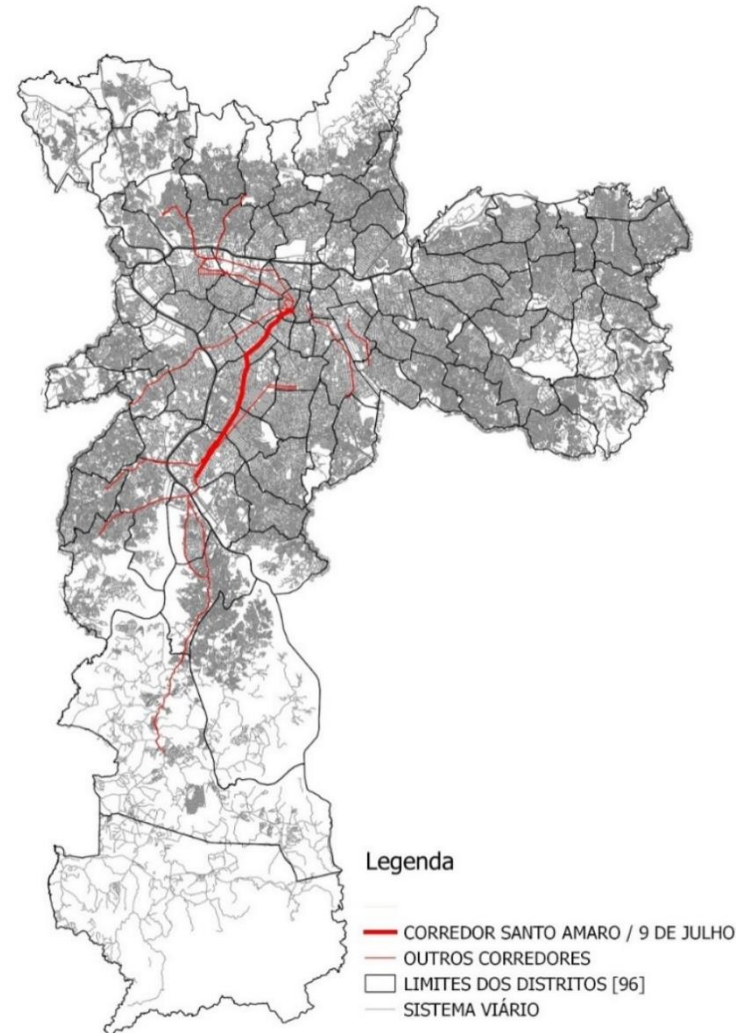 Legenda
CORREDOR SANTO AMARO / 9 DE JULHO
OUTROS CORREDORES
LIMITES DOS DISTRITOS [96]
SISTEMA VIÁRIO